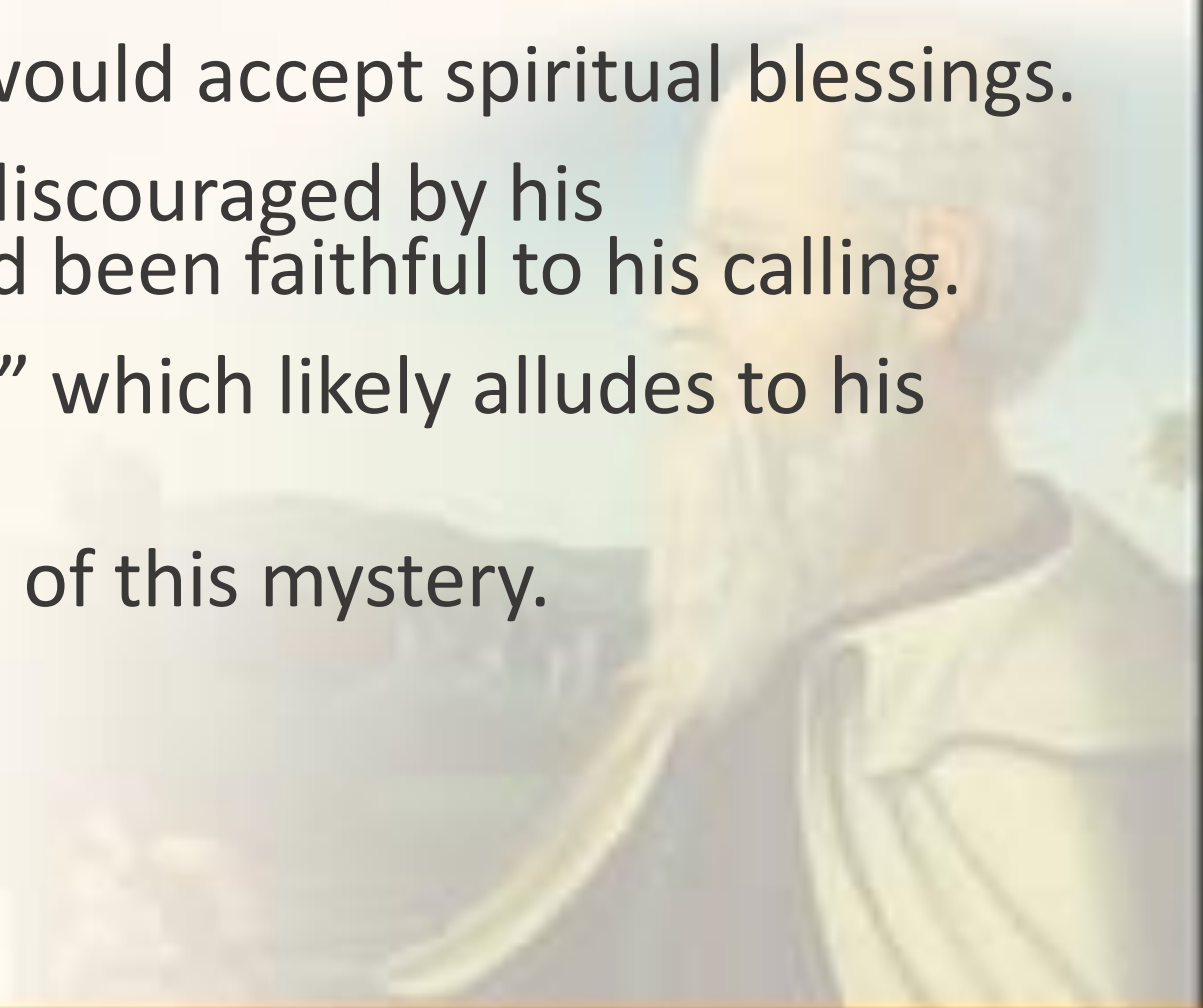 would accept spiritual blessings.
discouraged by his
d been faithful to his calling.
” which likely alludes to his
of this mystery.